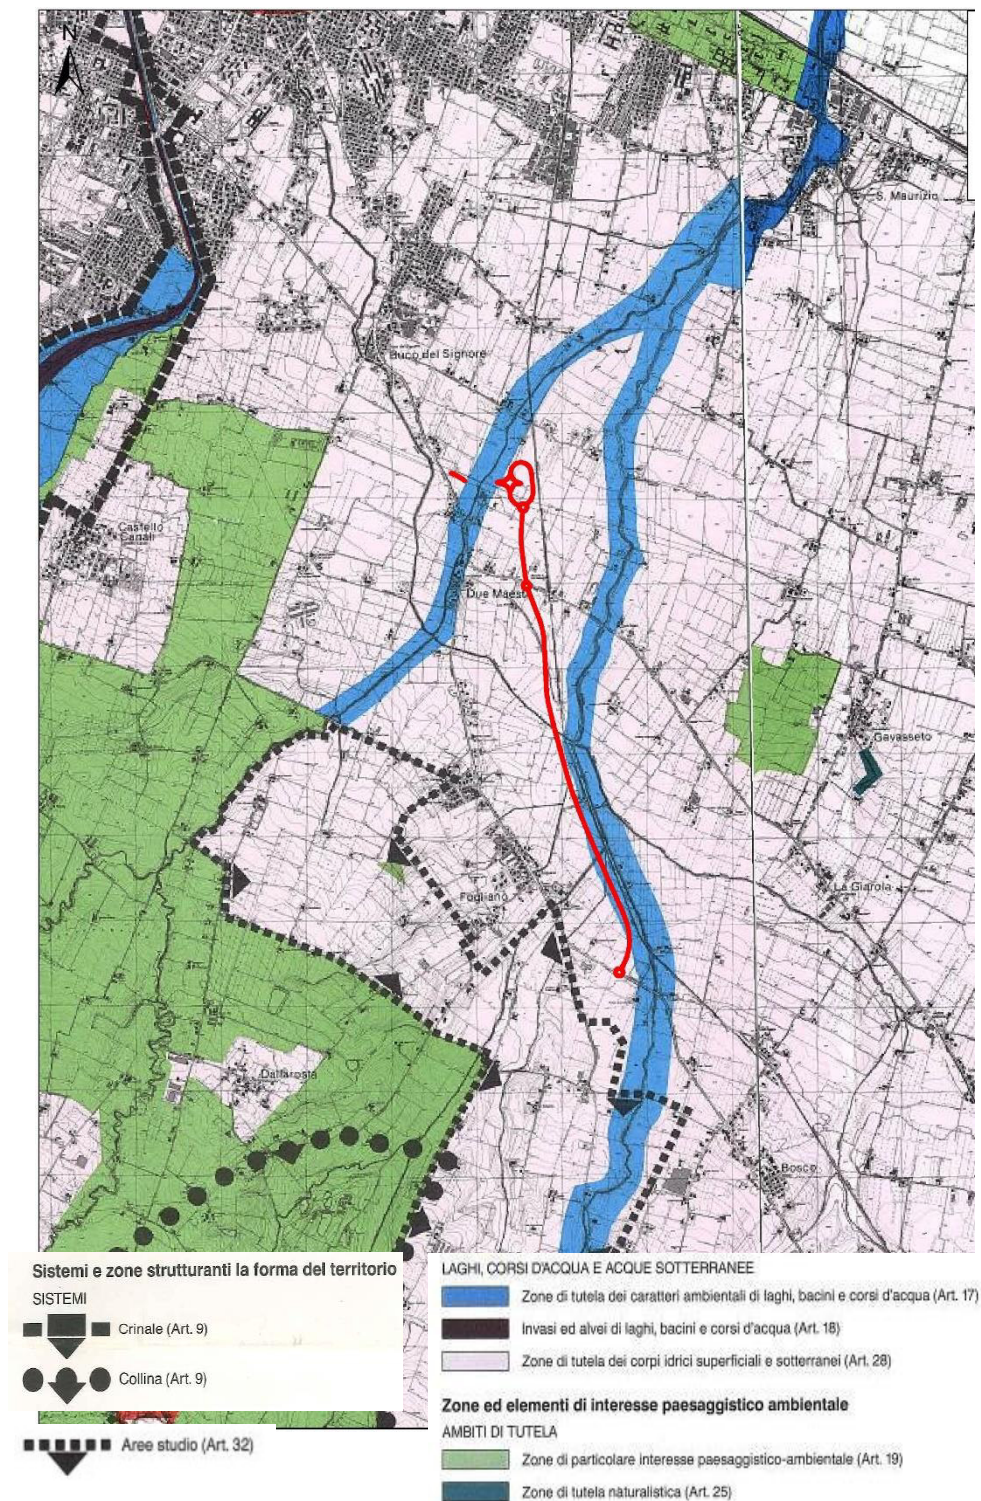 N
S. Maurizio
Buco del Signore
Castello
Canali
Due Maestà
Gavasseto
La Giarola
Fogliano
Dallarosta
Bosco
Sistemi e zone strutturanti la forma del territorio
SISTEMI
Crinale (Art. 9)
Collina (Art. 9)
Aree studio (Art. 32)
LAGHI, CORSI D'ACQUA E ACQUE SOTTERRANEE
Zone di tutela dei caratteri ambientali di laghi, bacini e corsi d'acqua (Art. 17)
Invasi ed alvei di laghi, bacini e corsi d'acqua (Art. 18)
Zone di tutela dei corpi idrici superficiali e sotterranei (Art. 28)
Zone ed elementi di interesse paesaggistico ambientale
AMBITI DI TUTELA
Zone di particolare interesse paesaggistico-ambientale (Art. 19)
Zone di tutela naturalistica (Art. 25)